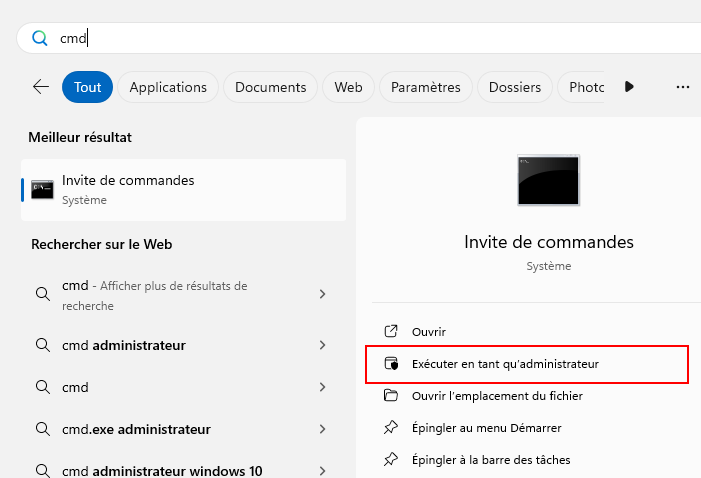 cmd
Tout
Applications
Documents
Web
Paramètres
Dossiers
Photo
Meilleur résultat
Invite de commandes
Système
Rechercher sur le Web
cmd - Afficher plus de résultats de
recherche
cmd administrateur
cmd
cmd.exe administrateur
cmd administrateur windows 10
Invite de commandes
Système
Ouvrir
Exécuter en tant qu'administrateur
Ouvrir l'emplacement du fichier
Épingler au menu Démarrer
Épingler à la barre des tâches